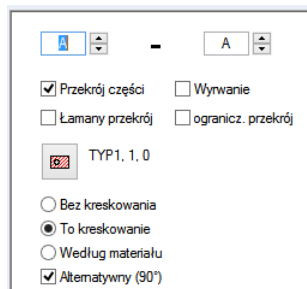 A - A
Przekrój części Wyrwanie
Łamany przekrój ogranicz. przekrój
TYP1, 1, 0
Bez kreskowania
To kreskowanie
Według materiału
Alternatywny (90°)